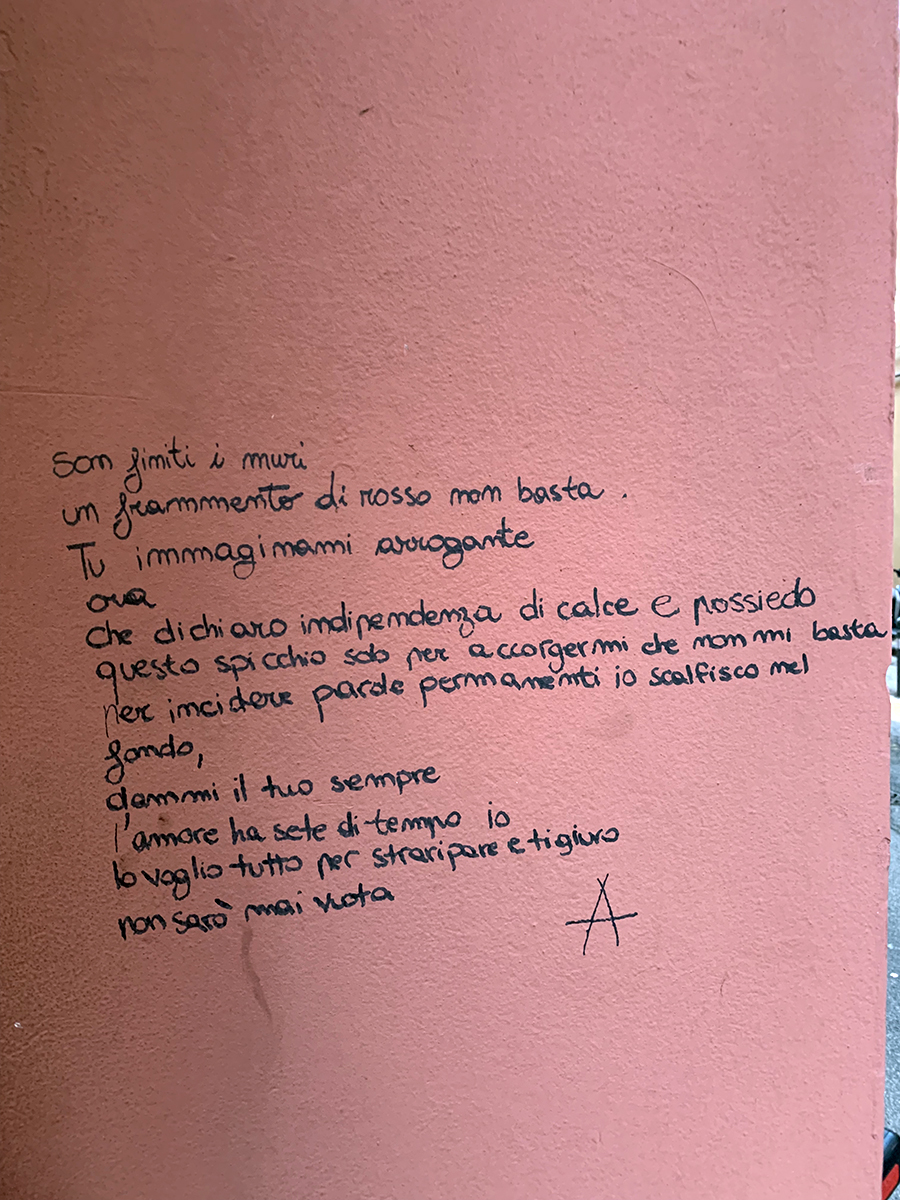 son finiti i muri
un frammento di rosso non basta.
Tu immaginami arrogante
ora
che dichiaro indipendenza di calce e possiedo
questo spicchio solo per accorgermi che non mi basta
per incidere parole permanenti io scalfisco nel
fondo,
dammi il tuo sempre
l'amore ha sete di tempo io
lo voglio tutto per straripare e ti giuro
non sarò mai vuota
A